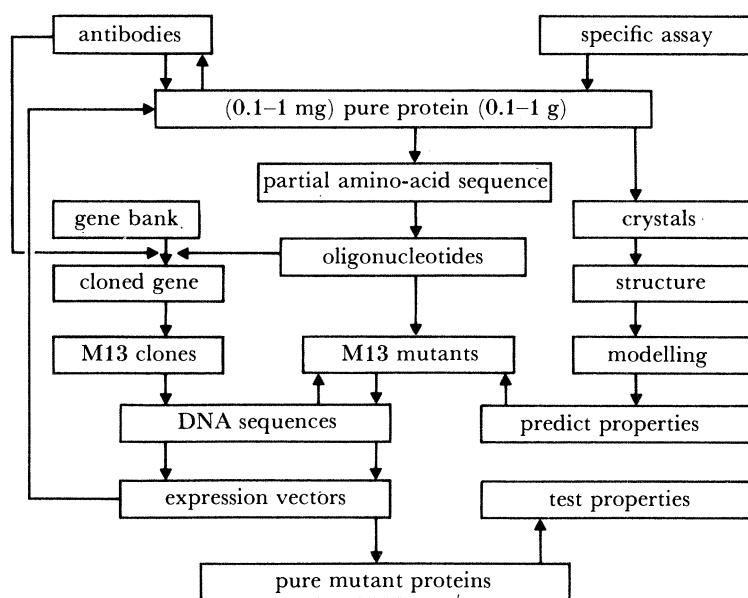 antibodies
specific assay
(0.1–1 mg) pure protein (0.1–1 g)
partial amino-acid sequence
gene bank
crystals
oligonucleotides
cloned gene
structure
M13 clones
M13 mutants
modelling
DNA sequences
predict properties
expression vectors
test properties
pure mutant proteins